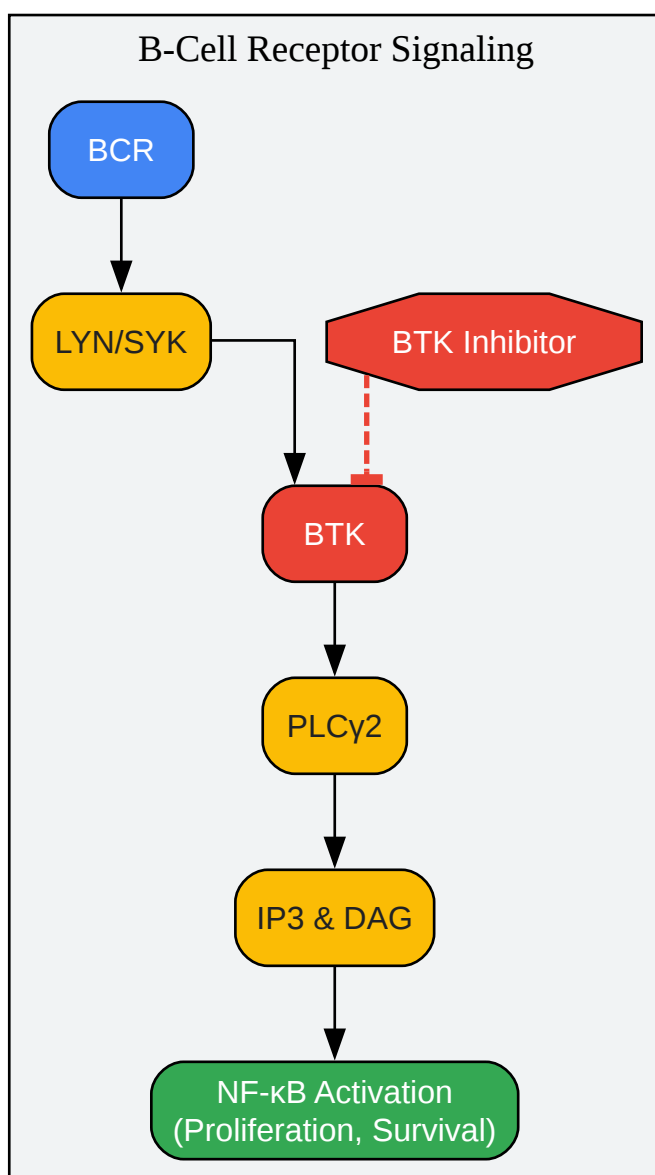 B-Cell Receptor Signaling
BCR
LYN/SYK
BTK Inhibitor
BTK
PLCγ2
IP3 & DAG
NF-κB Activation
(Proliferation, Survival)